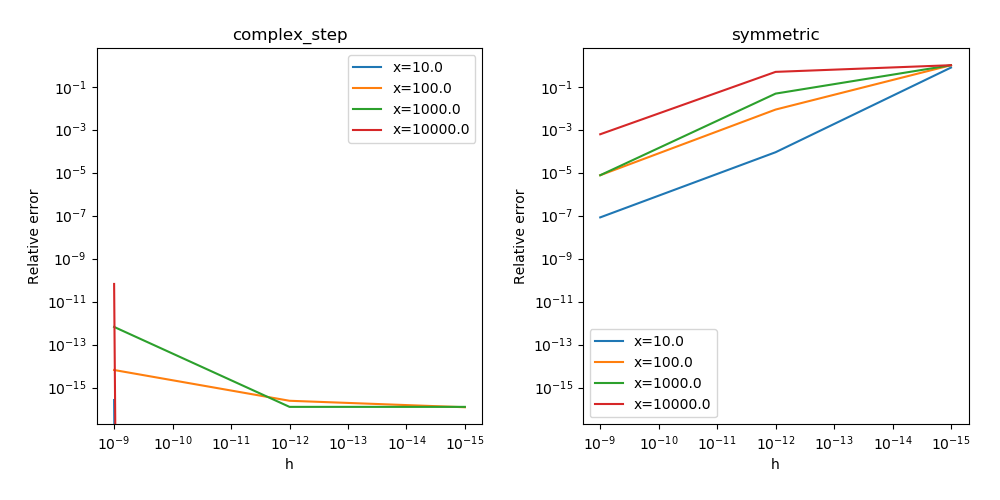 complex_step
x=10.0
x=100.0
x=1000.0
x=10000.0
Relative error
10⁻¹
10⁻³
10⁻⁵
10⁻⁷
10⁻⁹
10⁻¹¹
10⁻¹³
10⁻¹⁵
10⁻⁹ 10⁻¹⁰ 10⁻¹¹ 10⁻¹² 10⁻¹³ 10⁻¹⁴ 10⁻¹⁵
h
symmetric
Relative error
10⁻¹
10⁻³
10⁻⁵
10⁻⁷
10⁻⁹
10⁻¹¹
10⁻¹³
10⁻¹⁵
x=10.0
x=100.0
x=1000.0
x=10000.0
10⁻⁹ 10⁻¹⁰ 10⁻¹¹ 10⁻¹² 10⁻¹³ 10⁻¹⁴ 10⁻¹⁵
h